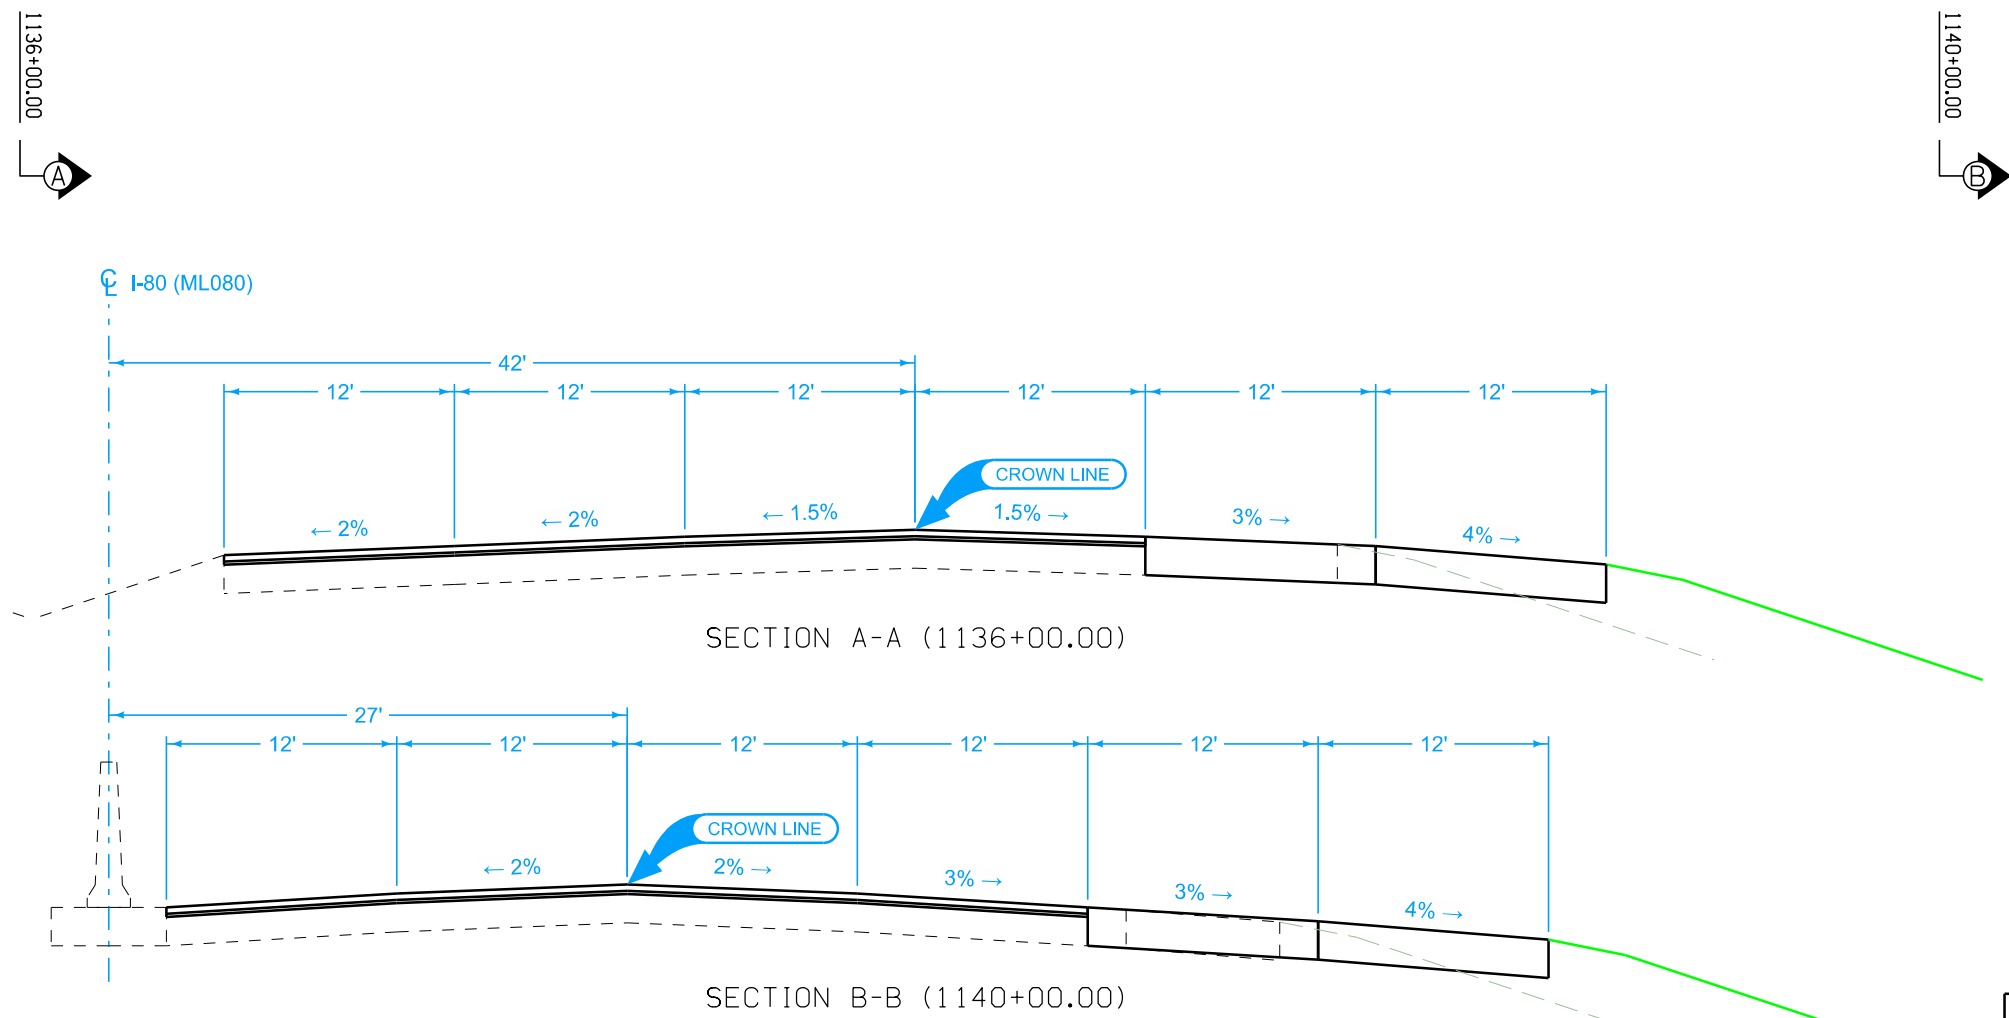 1136+00.00
1140+00.00
A
B
CL I-80 (ML080)
42'
12' 12' 12' 12' 12' 12'
CROWN LINE
← 2% ← 2% ← 1.5% 1.5% → 3% → 4% →
SECTION A-A (1136+00.00)
27'
12' 12' 12' 12' 12' 12'
CROWN LINE
← 2% 2% → 3% → 3% → 4% →
SECTION B-B (1140+00.00)